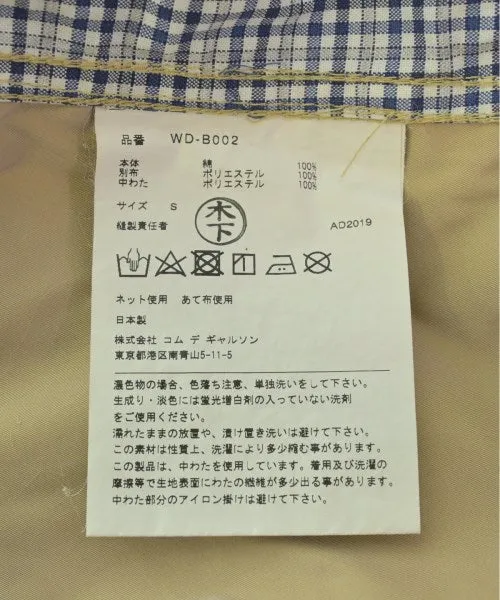 品番 WD-B002
本体 綿 100%
別布 ポリエステル 100%
中わた ポリエステル 100%
サイズ S
木下
縫製責任者 AD2019
ネット使用 あて布使用
日本製
株式会社 コム デ ギャルソン
東京都港区南青山5-11-5
濃色物の場合、色落ち注意、単独洗いをして下さい。
生成り・淡色には蛍光増白剤の入っていない洗剤
をご使用ください。
濡れたままの放置や、漬け置き洗いは避けて下さい。
この素材は性質上、洗濯により多少縮む事があります。
この製品は、中わたを使用しています。着用及び洗濯の
摩擦等で生地表面にわたの繊維が多少出る事があります。
中わた部分のアイロン掛けは避けて下さい。